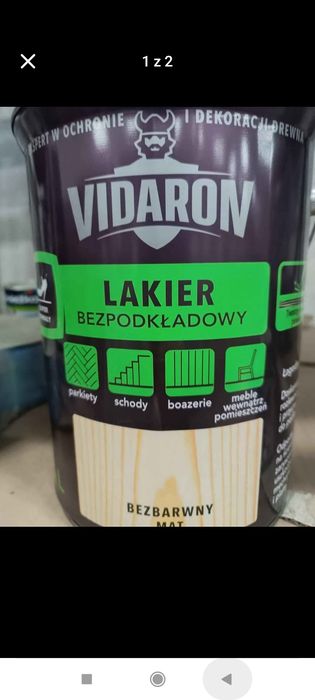 1 z 2
EKSPERT W OCHRONIE I DEKORACJI DREWNA
VIDARON
LAKIER
BEZPODKŁADOWY
parkiety
schody
boazerie
meble
wewnątrz
pomieszczeń
BEZBARWNY
MAT